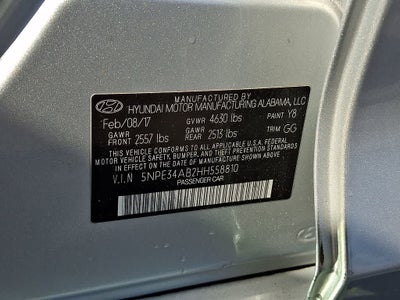 MANUFACTURED BY
HYUNDAI MOTOR MANUFACTURING ALABAMA, LLC
Feb/08/17 GVWR 4630 lbs PAINT Y8
GAWR FRONT 2557 lbs GAWR REAR 2513 lbs TRIM GG
THIS VEHICLE CONFORMS TO ALL APPLICABLE U.S.A. FEDERAL
MOTOR VEHICLE SAFETY, BUMPER, AND THEFT PREVENTION STANDARDS
IN EFFECT ON THE DATE OF MANUFACTURE SHOWN ABOVE.
V.I.N 5NPE34AB2HH558810
PASSENGER CAR